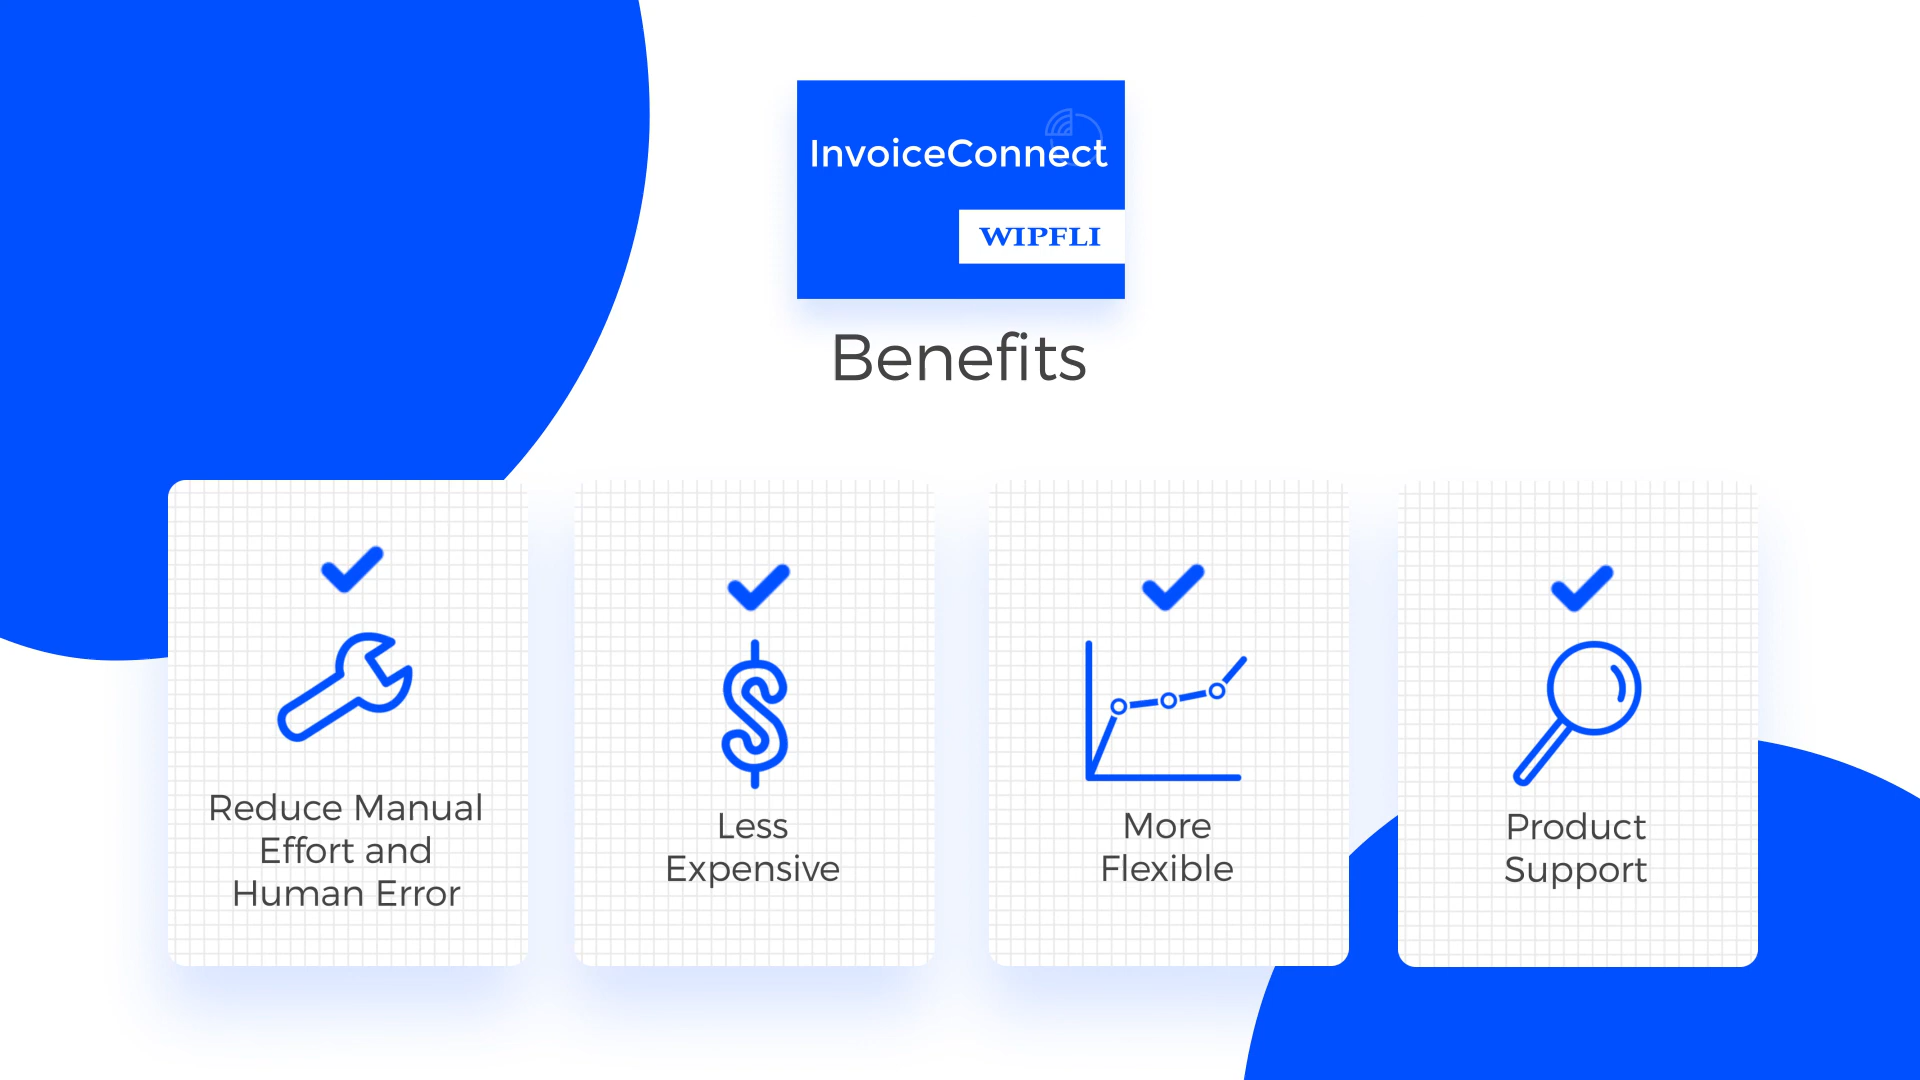 InvoiceConnect
WIPFLI
Benefits
Reduce Manual
Effort and
Human Error
Less
Expensive
More
Flexible
Product
Support